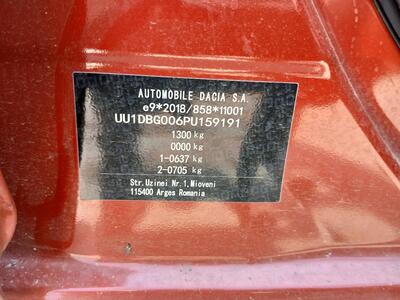 AUTOMOBILE DACIA S.A.
e9*2018/858*11001
UU1DBG006PU159191
1300 kg
0000 kg
1-0637 kg
2-0705 kg
Str. Uzinei Nr. 1, Mioveni
115400 Arges Romania